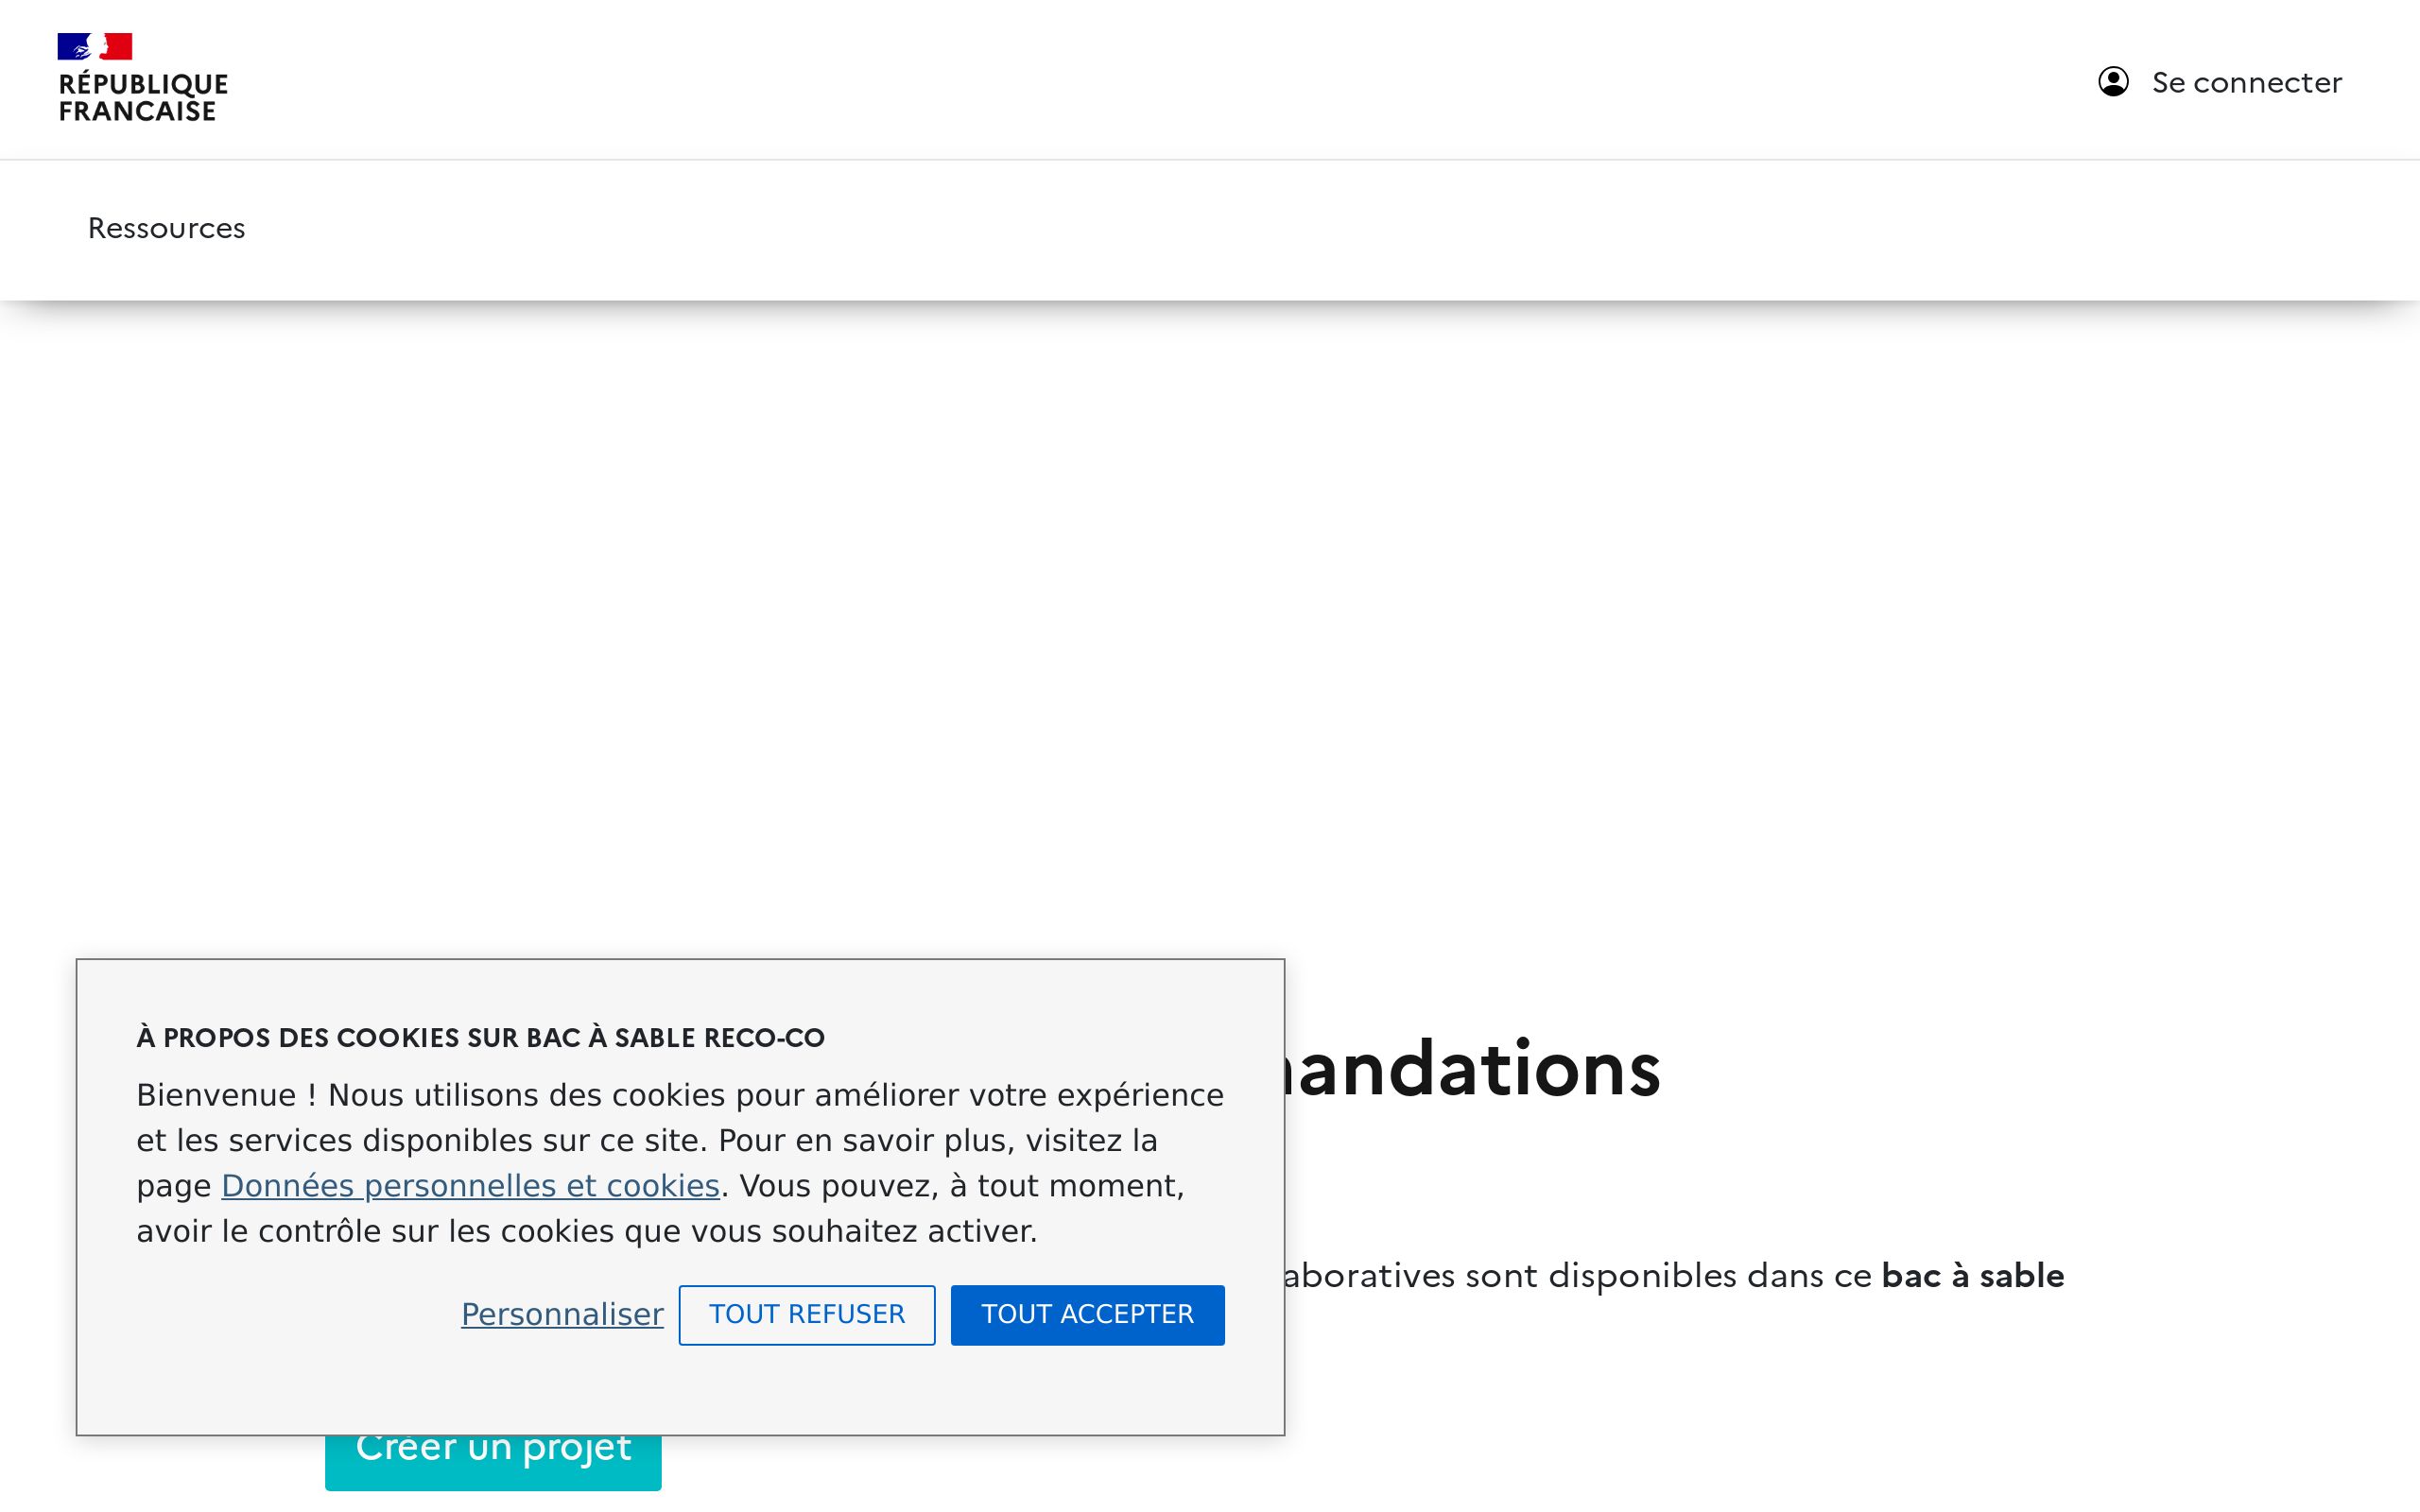 RÉPUBLIQUE
FRANCAISE
Se connecter
Ressources
À PROPOS DES COOKIES SUR BAC À SABLE RECO-CO
Bienvenue ! Nous utilisons des cookies pour améliorer votre expérience
et les services disponibles sur ce site. Pour en savoir plus, visitez la
page Données personnelles et cookies. Vous pouvez, à tout moment,
avoir le contrôle sur les cookies que vous souhaitez activer.
Personnaliser
TOUT REFUSER
TOUT ACCEPTER
andations
aboratives sont disponibles dans ce bac à sable
Créer un projet